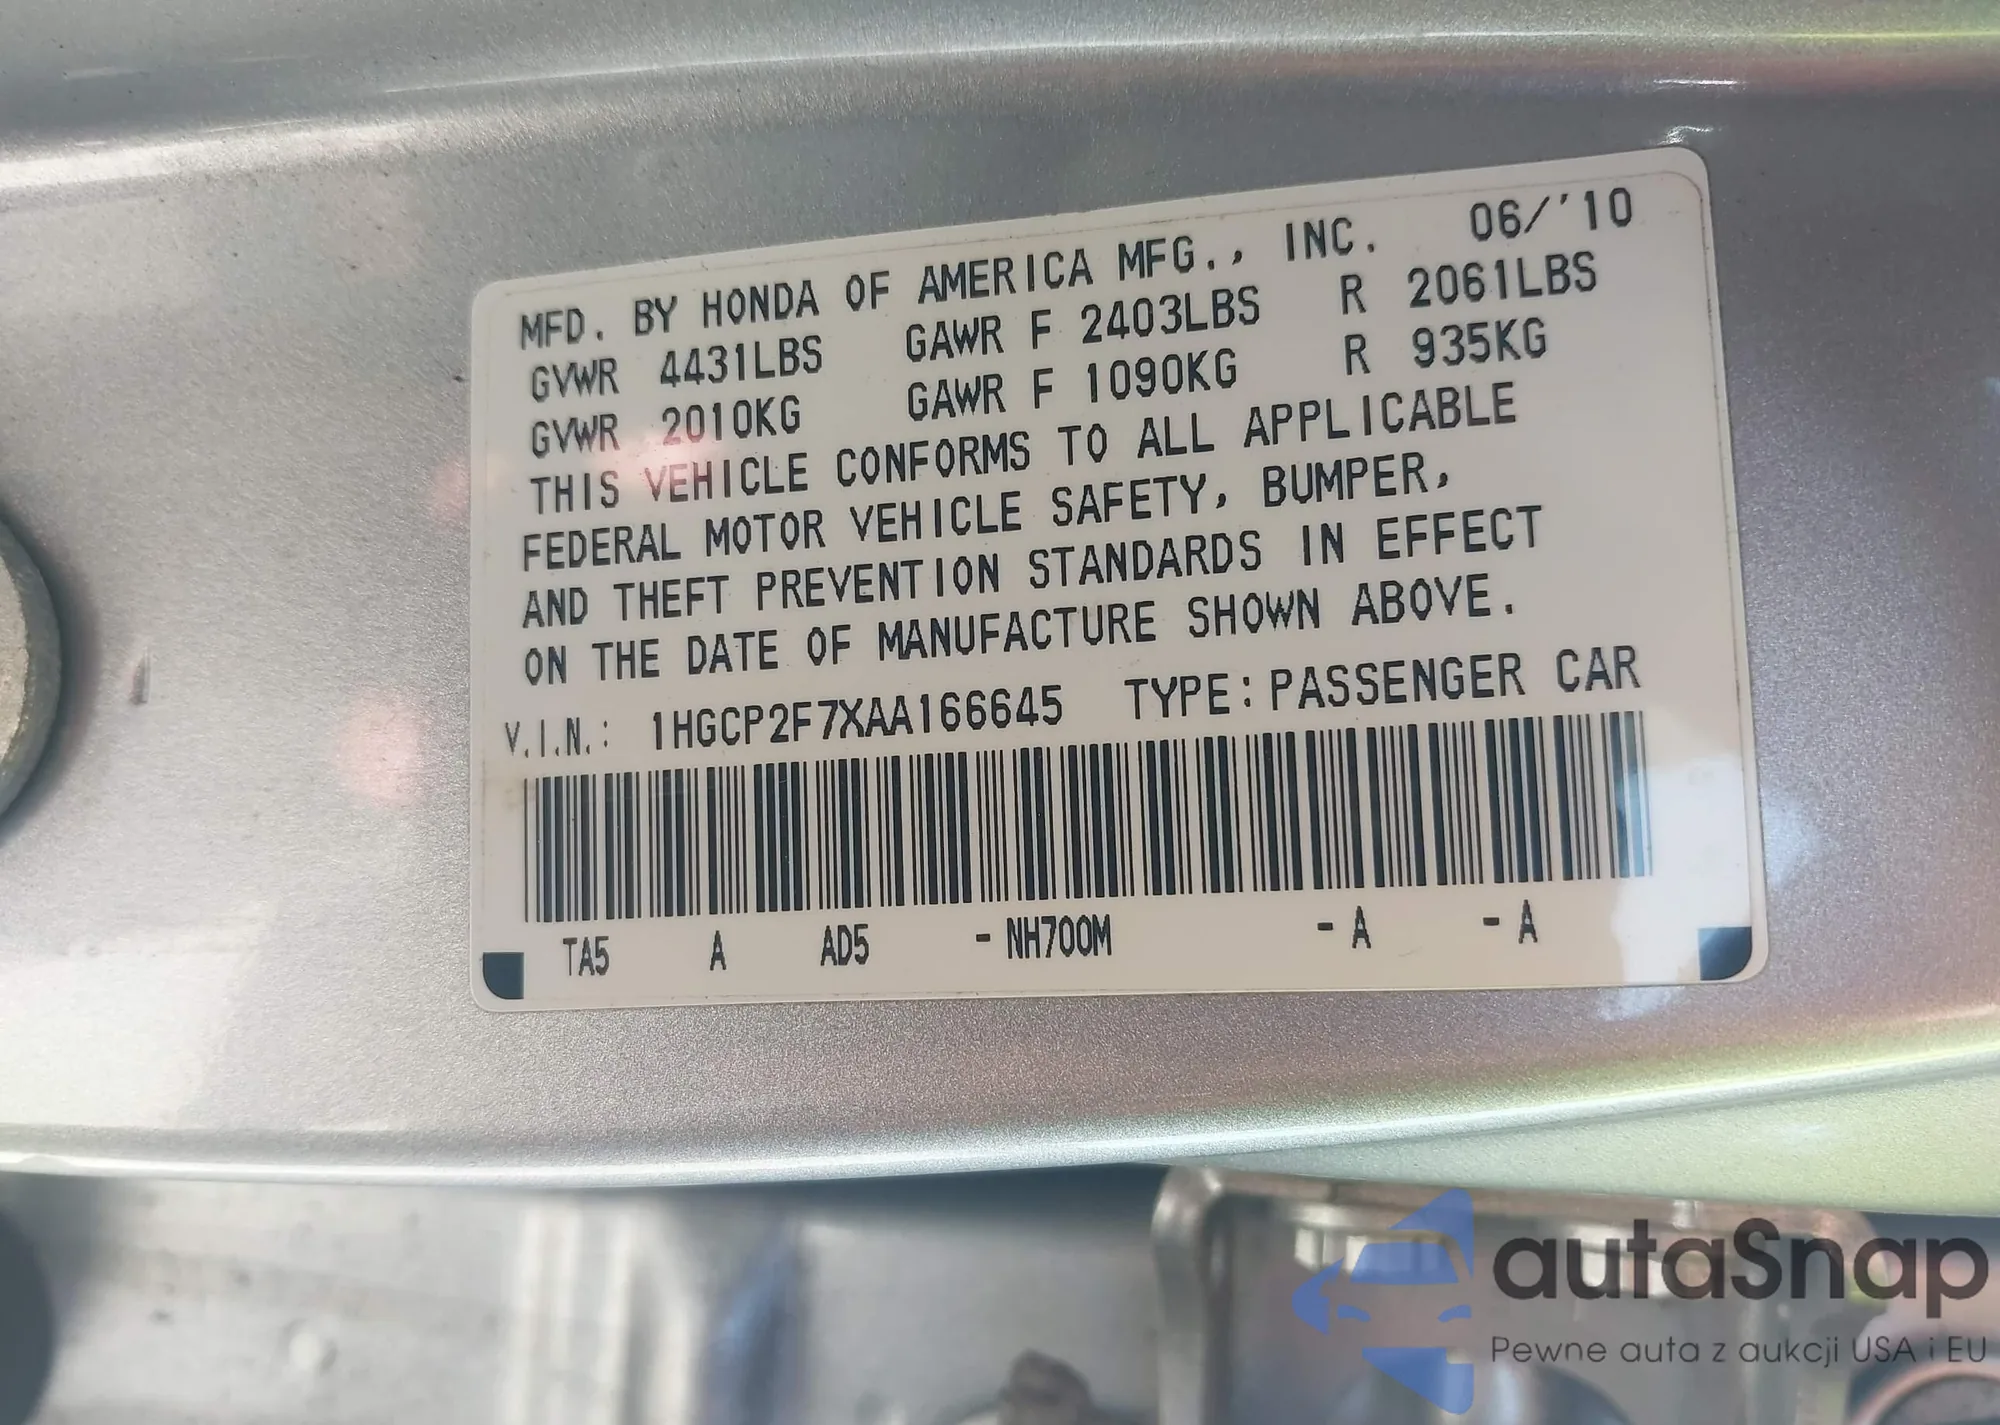 MFD. BY HONDA OF AMERICA MFG., INC. 06/'10
GVWR 4431LBS GAWR F 2403LBS R 2061LBS
GVWR 2010KG GAWR F 1090KG R 935KG
THIS VEHICLE CONFORMS TO ALL APPLICABLE
FEDERAL MOTOR VEHICLE SAFETY, BUMPER,
AND THEFT PREVENTION STANDARDS IN EFFECT
ON THE DATE OF MANUFACTURE SHOWN ABOVE.
V.I.N.: 1HGCP2F7XAA166645 TYPE: PASSENGER CAR
TA5 A AD5 - NH700M - A - A
autaSnap
Pewne auta z aukcji USA i EU